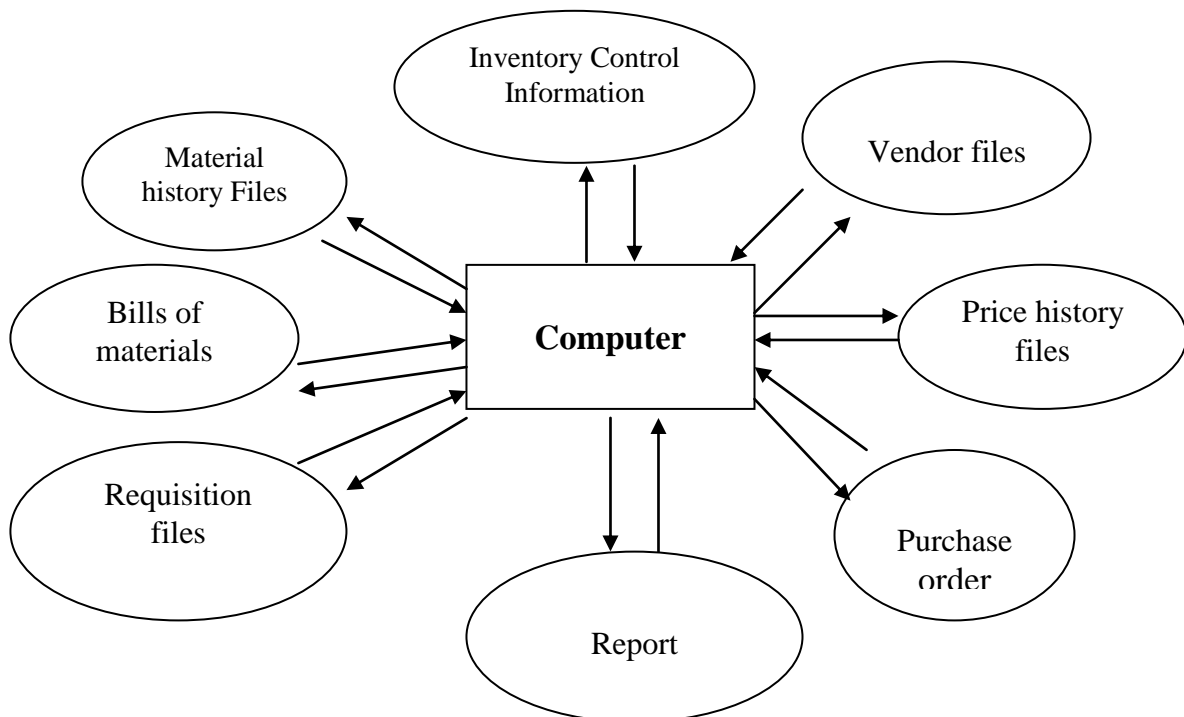 Inventory Control
Information
Vendor files
Material
history Files
Computer
Price history
files
Bills of
materials
Requisition
files
Purchase
order
Report